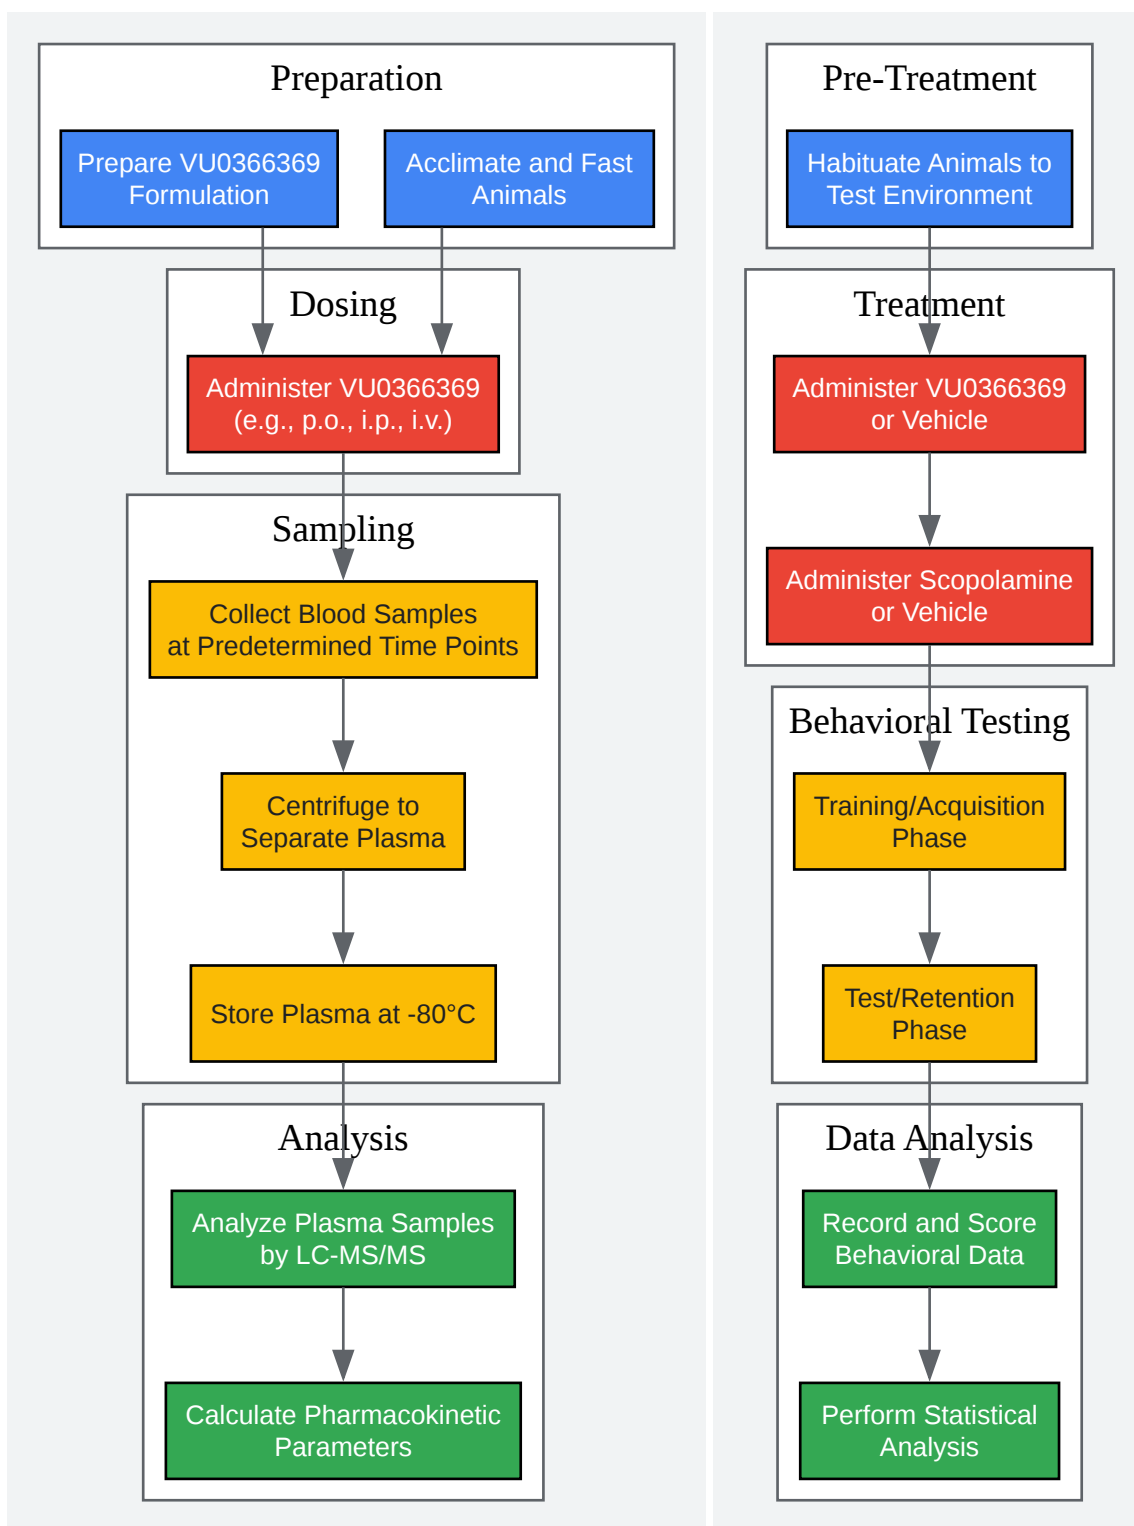 Preparation
Prepare VU0366369
Formulation
Acclimate and Fast
Animals
Dosing
Administer VU0366369
(e.g., p.o., i.p., i.v.)
Sampling
Collect Blood Samples
at Predetermined Time Points
Centrifuge to
Separate Plasma
Store Plasma at -80°C
Analysis
Analyze Plasma Samples
by LC-MS/MS
Calculate Pharmacokinetic
Parameters
Pre-Treatment
Habituate Animals to
Test Environment
Treatment
Administer VU0366369
or Vehicle
Administer Scopolamine
or Vehicle
Behavioral Testing
Training/Acquisition
Phase
Test/Retention
Phase
Data Analysis
Record and Score
Behavioral Data
Perform Statistical
Analysis